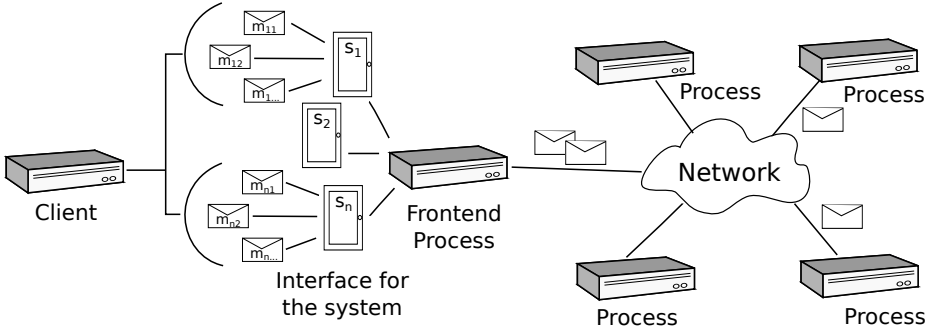 m₁₁
m₁₂
m₁...
s₁
s₂
Client
mₙ₁
mₙ₂
mₙ...
sₙ
Interface for
the system
Frontend
Process
Process
Process
Network
Process
Process